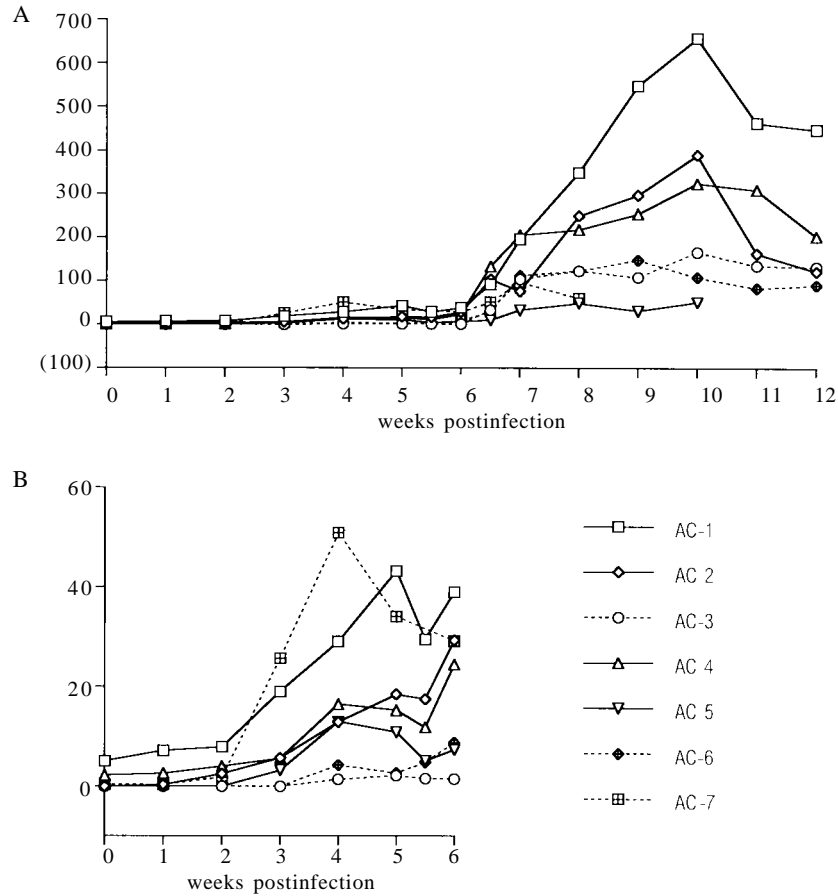 A
700
600
500
400
300
200
100
0
(100)
0 1 2 3 4 5 6 7 8 9 10 11 12
weeks postinfection
B
60
40
20
0
0 1 2 3 4 5 6
weeks postinfection
AC-1
AC 2
AC-3
AC 4
AC 5
AC-6
AC-7